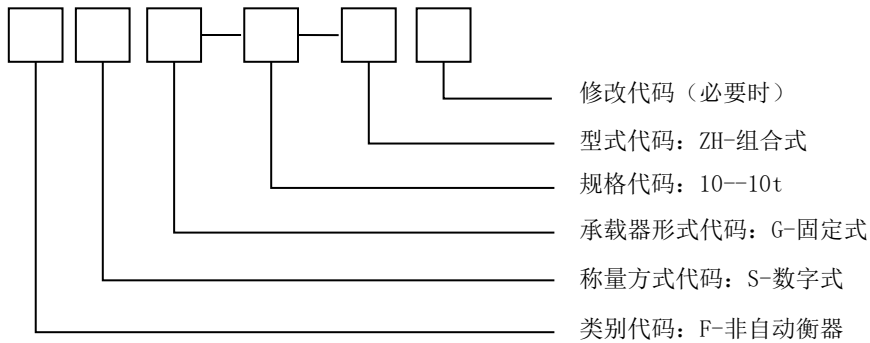 修改代码（必要时）
型式代码：ZH-组合式
规格代码：10--10t
承载器形式代码：G-固定式
称量方式代码：S-数字式
类别代码：F-非自动衡器